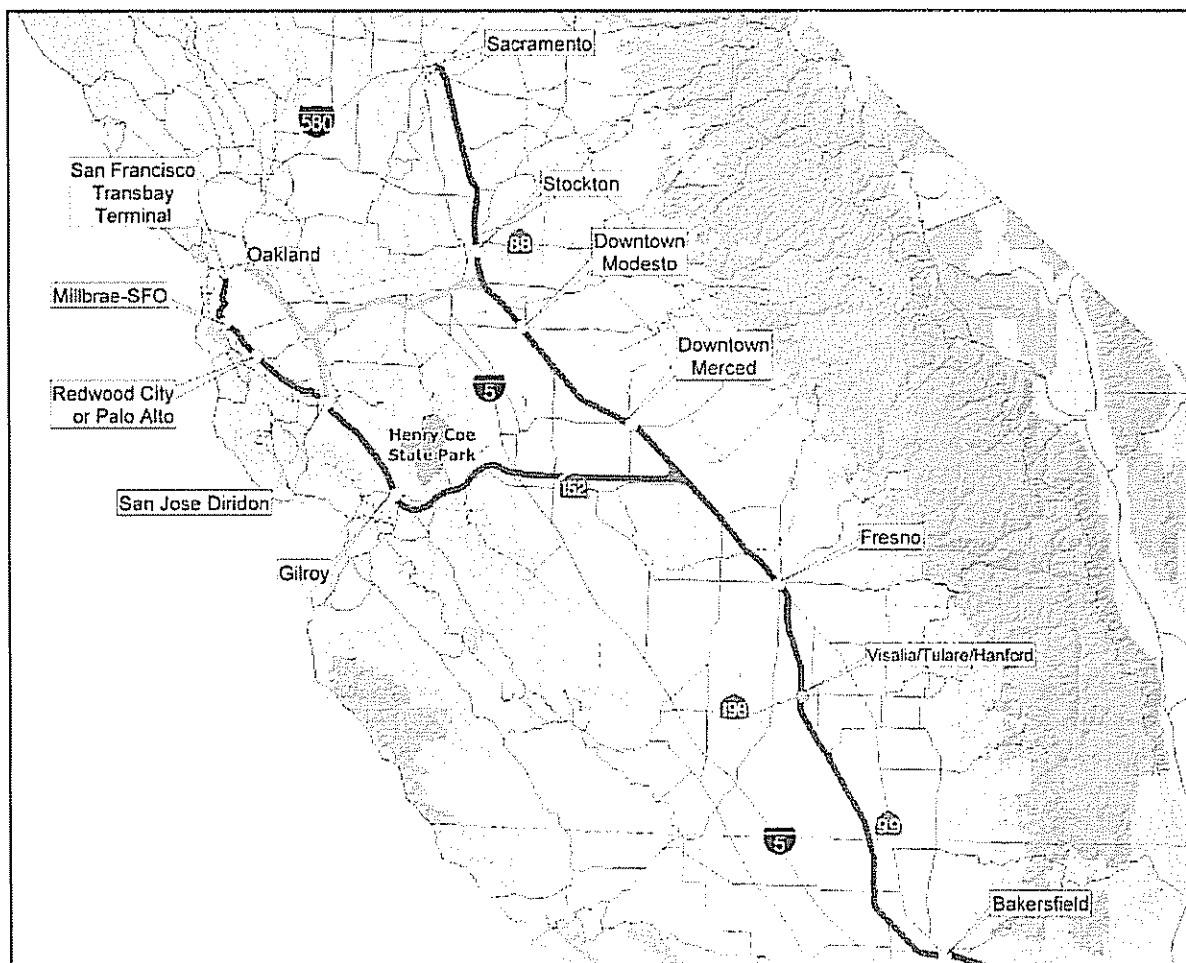 Sacramento
580
San Francisco
Transbay
Terminal
Stockton
88
Oakland
Downtown
Modesto
Millbrae-SFO
Downtown
Merced
Redwood City
or Palo Alto
5
Henry Coe
State Park
152
San Jose Diridon
Fresno
Gilroy
Visalia/Tulare/Hanford
198
99
5
Bakersfield